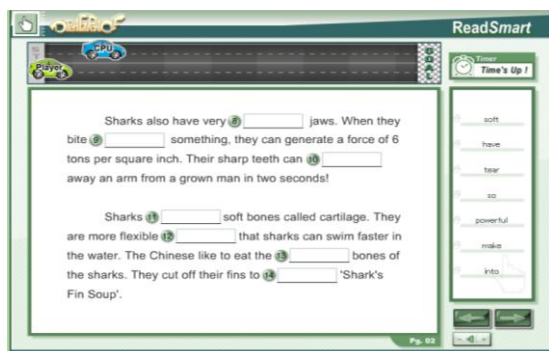 ReadSmart
CPU
Player
GOAL
Timer
Time's Up !
Sharks also have very 8 jaws. When they
bite 9 something, they can generate a force of 6
tons per square inch. Their sharp teeth can 10
away an arm from a grown man in two seconds!
Sharks 11 soft bones called cartilage. They
are more flexible 12 that sharks can swim faster in
the water. The Chinese like to eat the 13 bones of
the sharks. They cut off their fins to 14 'Shark's
Fin Soup'.
soft
have
tear
so
powerful
make
into
Pg. 02